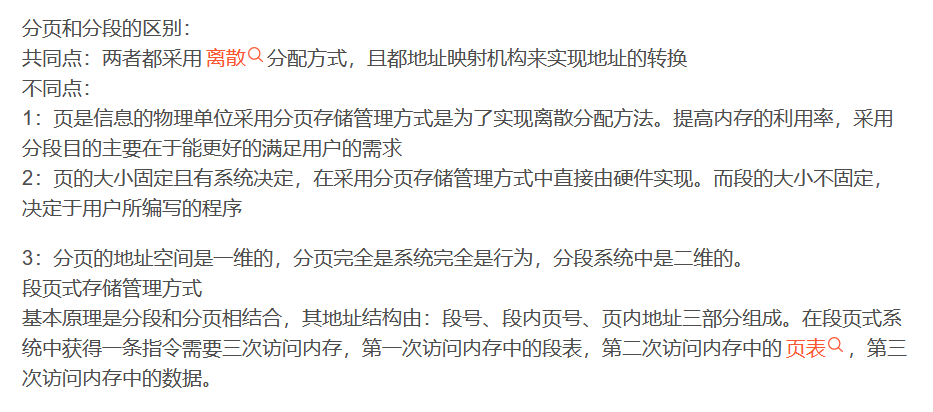 分页和分段的区别：
共同点：两者都采用 离散 分配方式，且都地址映射机构来实现地址的转换
不同点：
1：页是信息的物理单位采用分页存储管理方式是为了实现离散分配方法。提高内存的利用率，采用
分段目的主要在于能更好的满足用户的需求
2：页的大小固定且有系统决定，在采用分页存储管理方式中直接由硬件实现。而段的大小不固定，
决定于用户所编写的程序
3：分页的地址空间是一维的，分页完全是系统完全是行为，分段系统中是二维的。
段页式存储管理方式
基本原理是分段和分页相结合，其地址结构由：段号、段内页号、页内地址三部分组成。在段页式系
统中获得一条指令需要三次访问内存，第一次访问内存中的段表，第二次访问内存中的 页表 ，第三
次访问内存中的数据。